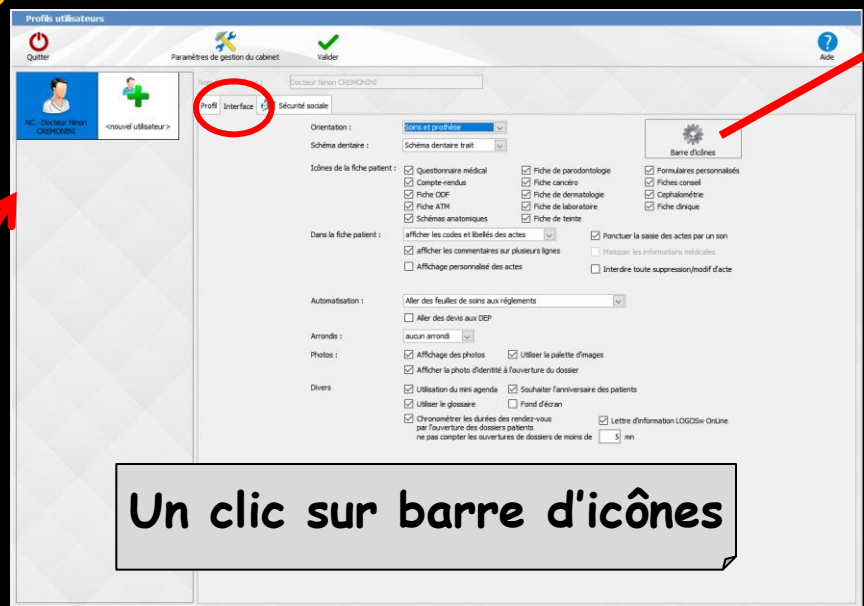 Profils utilisateurs
Quitter
Paramètres de gestion du cabinet
Valider
Aide
NC - Docteur Ninon
CREMONINI
<nouvel utilisateur>
Docteur Ninon CREMONINI
Profil Interface Sécurité sociale
Orientation : Soins et prothèse
Schéma dentaire : Schéma dentaire trait
Barre d'icônes
Icônes de la fiche patient : Questionnaire médical Fiche de parodontologie Formulaires personnalisés
Compte-rendus Fiche cancéro Fiches conseil
Fiche ODF Fiche de dermatologie Cephalométrie
Fiche ATM Fiche de laboratoire Fiche clinique
Schémas anatomiques Fiche de teinte
Dans la fiche patient : afficher les codes et libellés des actes Ponctuer la saisie des actes par un son
afficher les commentaires sur plusieurs lignes Masquer les informations médicales
Affichage personnalisé des actes Interdire toute suppression/modif d'acte
Automatisation : Aller des feuilles de soins aux réglements
Aller des devis aux DEP
Arrondis : aucun arrondi
Photos : Affichage des photos Utiliser la palette d'images
Afficher la photo d'identité à l'ouverture du dossier
Divers Utilisation du mini agenda Souhaiter l'anniversaire des patients
Utiliser le glossaire Fond d'écran
Chronométrer les durées des rendez-vous Lettre d'information LOGOSw OnLine
par l'ouverture des dossiers patients
ne pas compter les ouvertures de dossiers de moins de 5 mn
Un clic sur barre d'icônes